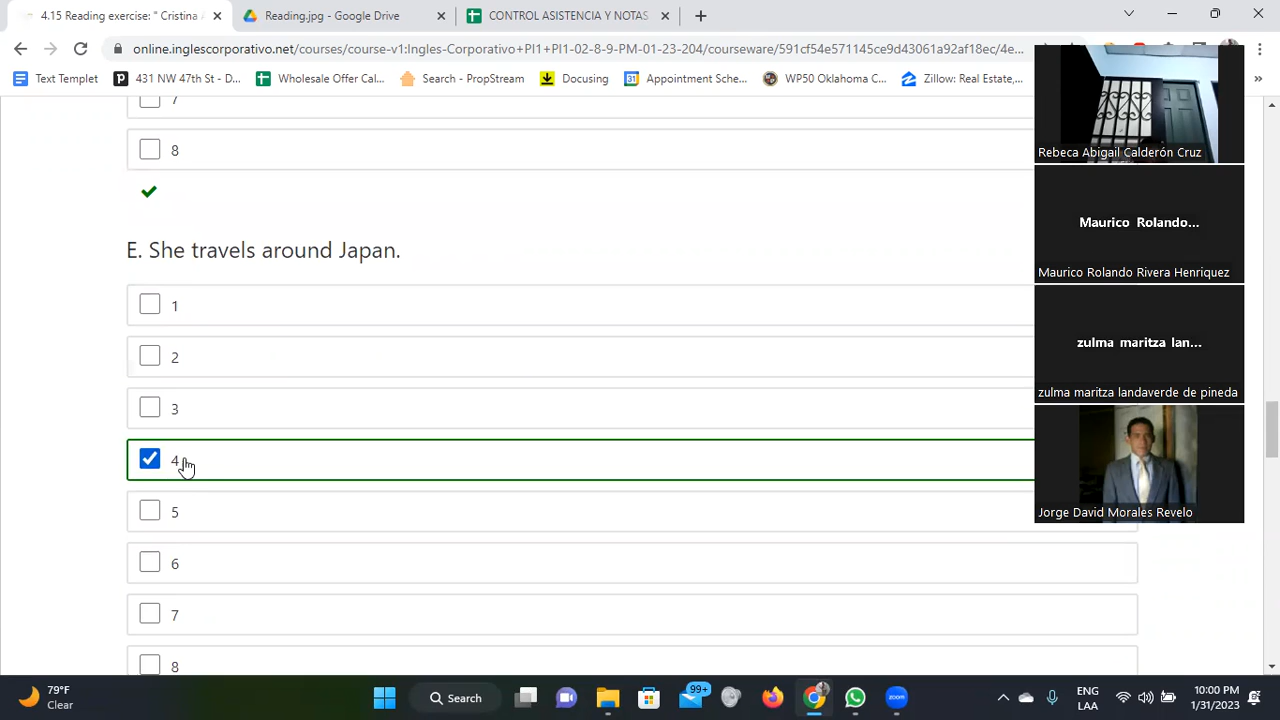 4.15 Reading exercise: " Cristina
Reading.jpg - Google Drive
CONTROL ASISTENCIA Y NOTAS
online.inglescorporativo.net/courses/course-v1:Ingles-Corporativo+PI1+PI1-02-8-9-PM-01-23-204/courseware/591cf54e571145ce9d43061a92af18ec/4e...
Text Templet
431 NW 47th St - D...
Wholesale Offer Cal...
Search - PropStream
Docusing
Appointment Sche...
WP50 Oklahoma C...
Zillow: Real Estate,...
»
7
8
E. She travels around Japan.
1
2
3
4
5
6
7
8
Rebeca Abigail Calderón Cruz
Maurico Rolando...
Maurico Rolando Rivera Henriquez
zulma maritza lan...
zulma maritza landaverde de pineda
Jorge David Morales Revelo
79°F
Clear
Search
99+
ENG
LAA
10:00 PM
1/31/2023